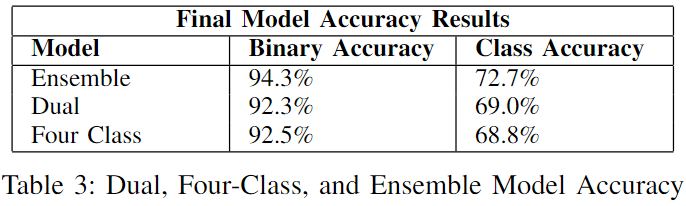 Final Model Accuracy Results
Model Binary Accuracy Class Accuracy
Ensemble 94.3% 72.7%
Dual 92.3% 69.0%
Four Class 92.5% 68.8%
Table 3: Dual, Four-Class, and Ensemble Model Accuracy